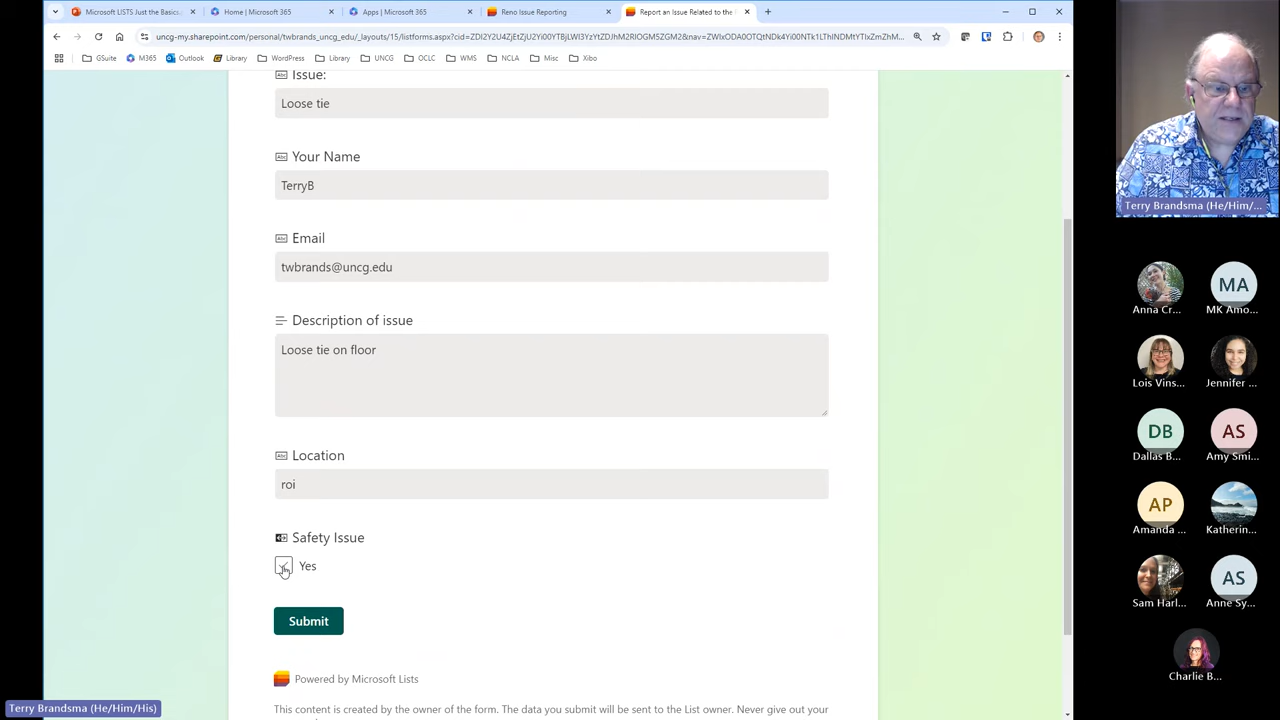 Microsoft LISTS Just the Basics
Home | Microsoft 365
Apps | Microsoft 365
Reno Issue Reporting
Report an Issue Related to the
GSuite
M365
Outlook
Library
WordPress
Library
UNCG
OCLC
WMS
NCLA
Misc
Xibo
Issue:
Loose tie
Your Name
TerryB
Email
twbrands@uncg.edu
Description of issue
Loose tie on floor
Location
roi
Safety Issue
Yes
Submit
Powered by Microsoft Lists
This content is created by the owner of the form. The data you submit will be sent to the List owner. Never give out your
Terry Brandsma (He/Him/His)
Terry Brandsma (He/Him/...
Anna Cr...
MA
MK Amo...
Lois Vins...
Jennifer ...
DB
Dallas B...
AS
Amy Smi...
AP
Amanda ...
Katherin...
Sam Harl...
AS
Anne Sy...
Charlie B...